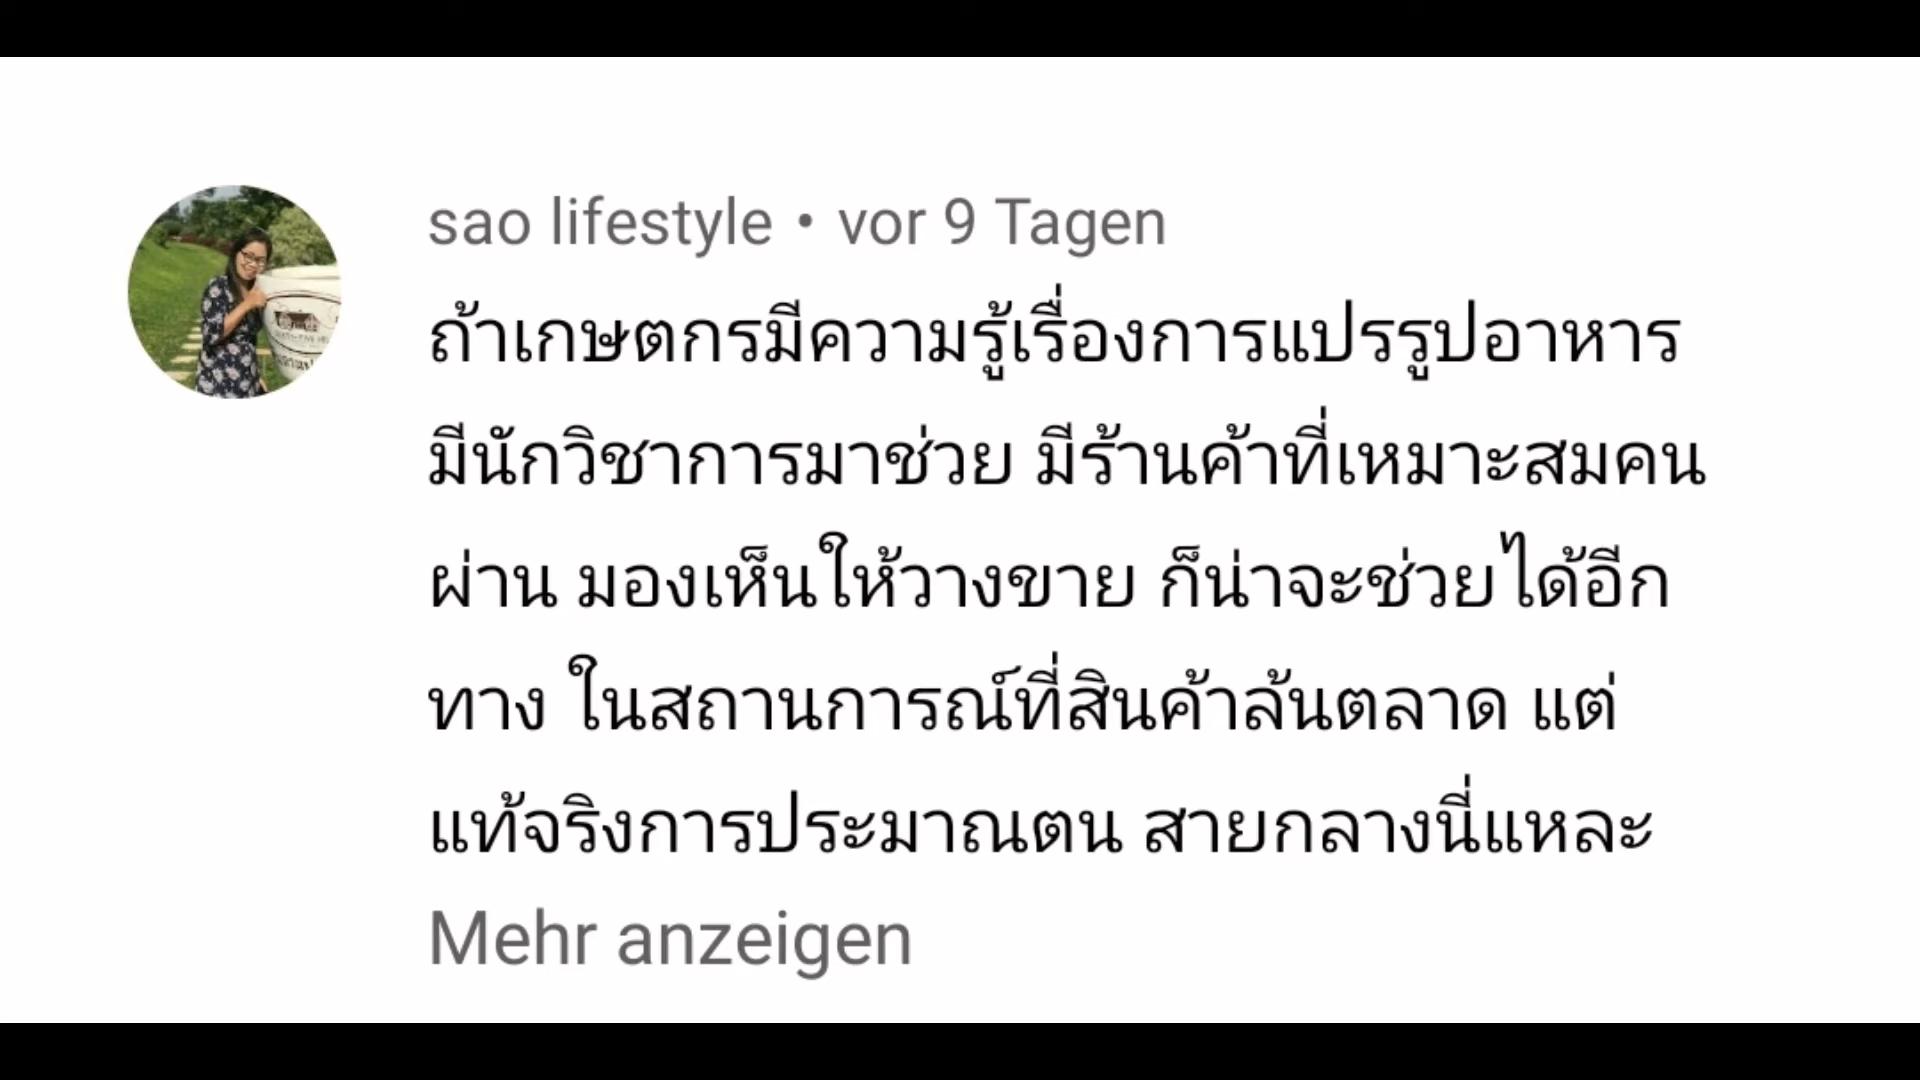 sao lifestyle • vor 9 Tagen
ถ้าเกษตกรมีความรู้เรื่องการแปรรูปอาหาร
มีนักวิชาการมาช่วย มีร้านค้าที่เหมาะสมคน
ผ่าน มองเห็นให้วางขาย ก็น่าจะช่วยได้อีก
ทาง ในสถานการณ์ที่สินค้าล้นตลาด แต่
แท้จริงการประมาณตน สายกลางนี่แหละ
Mehr anzeigen